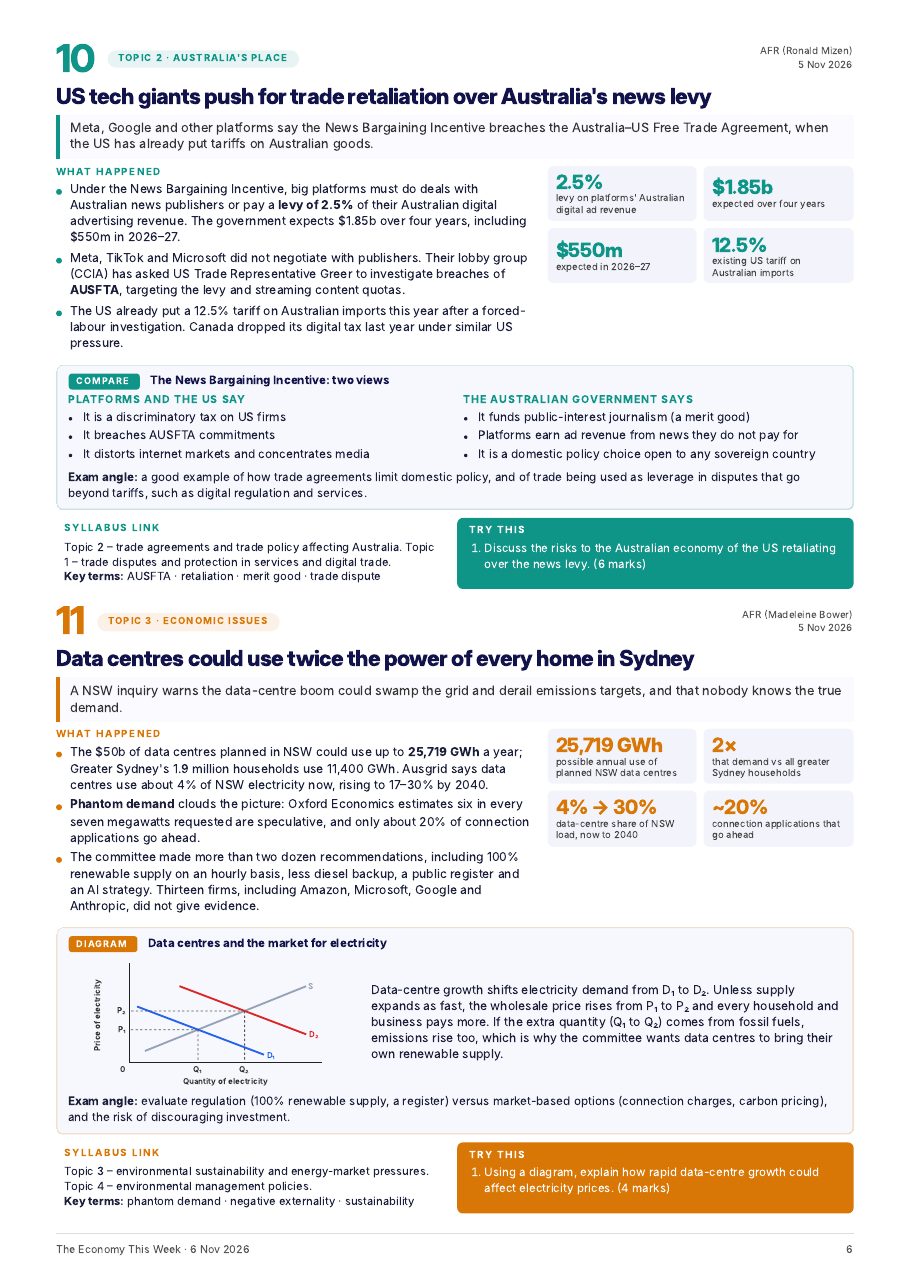 10
TOPIC 2 · AUSTRALIA'S PLACE
AFR (Ronald Mizen)
5 Nov 2026
US tech giants push for trade retaliation over Australia's news levy
Meta, Google and other platforms say the News Bargaining Incentive breaches the Australia–US Free Trade Agreement, when
the US has already put tariffs on Australian goods.
WHAT HAPPENED
• Under the News Bargaining Incentive, big platforms must do deals with
Australian news publishers or pay a levy of 2.5% of their Australian digital
advertising revenue. The government expects $1.85b over four years, including
$550m in 2026–27.
• Meta, TikTok and Microsoft did not negotiate with publishers. Their lobby group
(CCIA) has asked US Trade Representative Greer to investigate breaches of
AUSFTA, targeting the levy and streaming content quotas.
• The US already put a 12.5% tariff on Australian imports this year after a forced-
labour investigation. Canada dropped its digital tax last year under similar US
pressure.
2.5%
levy on platforms' Australian
digital ad revenue
$1.85b
expected over four years
$550m
expected in 2026–27
12.5%
existing US tariff on
Australian imports
COMPARE
The News Bargaining Incentive: two views
PLATFORMS AND THE US SAY
• It is a discriminatory tax on US firms
• It breaches AUSFTA commitments
• It distorts internet markets and concentrates media
THE AUSTRALIAN GOVERNMENT SAYS
• It funds public-interest journalism (a merit good)
• Platforms earn ad revenue from news they do not pay for
• It is a domestic policy choice open to any sovereign country
Exam angle: a good example of how trade agreements limit domestic policy, and of trade being used as leverage in disputes that go
beyond tariffs, such as digital regulation and services.
SYLLABUS LINK
Topic 2 – trade agreements and trade policy affecting Australia. Topic
1 – trade disputes and protection in services and digital trade.
Key terms: AUSFTA · retaliation · merit good · trade dispute
TRY THIS
1. Discuss the risks to the Australian economy of the US retaliating
over the news levy. (6 marks)
11
TOPIC 3 · ECONOMIC ISSUES
AFR (Madeleine Bower)
5 Nov 2026
Data centres could use twice the power of every home in Sydney
A NSW inquiry warns the data-centre boom could swamp the grid and derail emissions targets, and that nobody knows the true
demand.
WHAT HAPPENED
• The $50b of data centres planned in NSW could use up to 25,719 GWh a year;
Greater Sydney's 1.9 million households use 11,400 GWh. Ausgrid says data
centres use about 4% of NSW electricity now, rising to 17–30% by 2040.
• Phantom demand clouds the picture: Oxford Economics estimates six in every
seven megawatts requested are speculative, and only about 20% of connection
applications go ahead.
• The committee made more than two dozen recommendations, including 100%
renewable supply on an hourly basis, less diesel backup, a public register and
an AI strategy. Thirteen firms, including Amazon, Microsoft, Google and
Anthropic, did not give evidence.
25,719 GWh
possible annual use of
planned NSW data centres
2×
that demand vs all greater
Sydney households
4% → 30%
data-centre share of NSW
load, now to 2040
~20%
connection applications that
go ahead
DIAGRAM
Data centres and the market for electricity
Price of electricity
P₂
P₁
0
Q₁
Q₂
Quantity of electricity
S
D₂
D₁
Data-centre growth shifts electricity demand from D₁ to D₂. Unless supply
expands as fast, the wholesale price rises from P₁ to P₂ and every household and
business pays more. If the extra quantity (Q₁ to Q₂) comes from fossil fuels,
emissions rise too, which is why the committee wants data centres to bring their
own renewable supply.
Exam angle: evaluate regulation (100% renewable supply, a register) versus market-based options (connection charges, carbon pricing),
and the risk of discouraging investment.
SYLLABUS LINK
Topic 3 – environmental sustainability and energy-market pressures.
Topic 4 – environmental management policies.
Key terms: phantom demand · negative externality · sustainability
TRY THIS
1. Using a diagram, explain how rapid data-centre growth could
affect electricity prices. (4 marks)
The Economy This Week · 6 Nov 2026
6